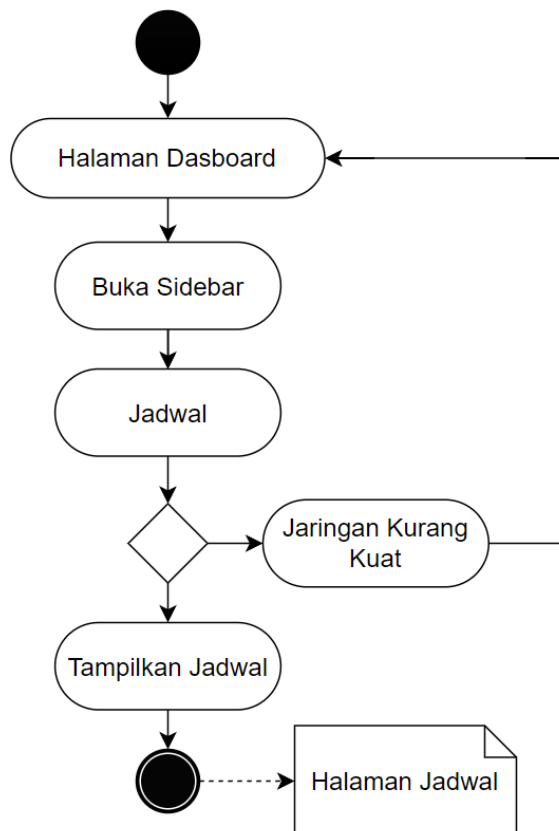 Halaman Dasboard
Buka Sidebar
Jadwal
Jaringan Kurang
Kuat
Tampilkan Jadwal
Halaman Jadwal